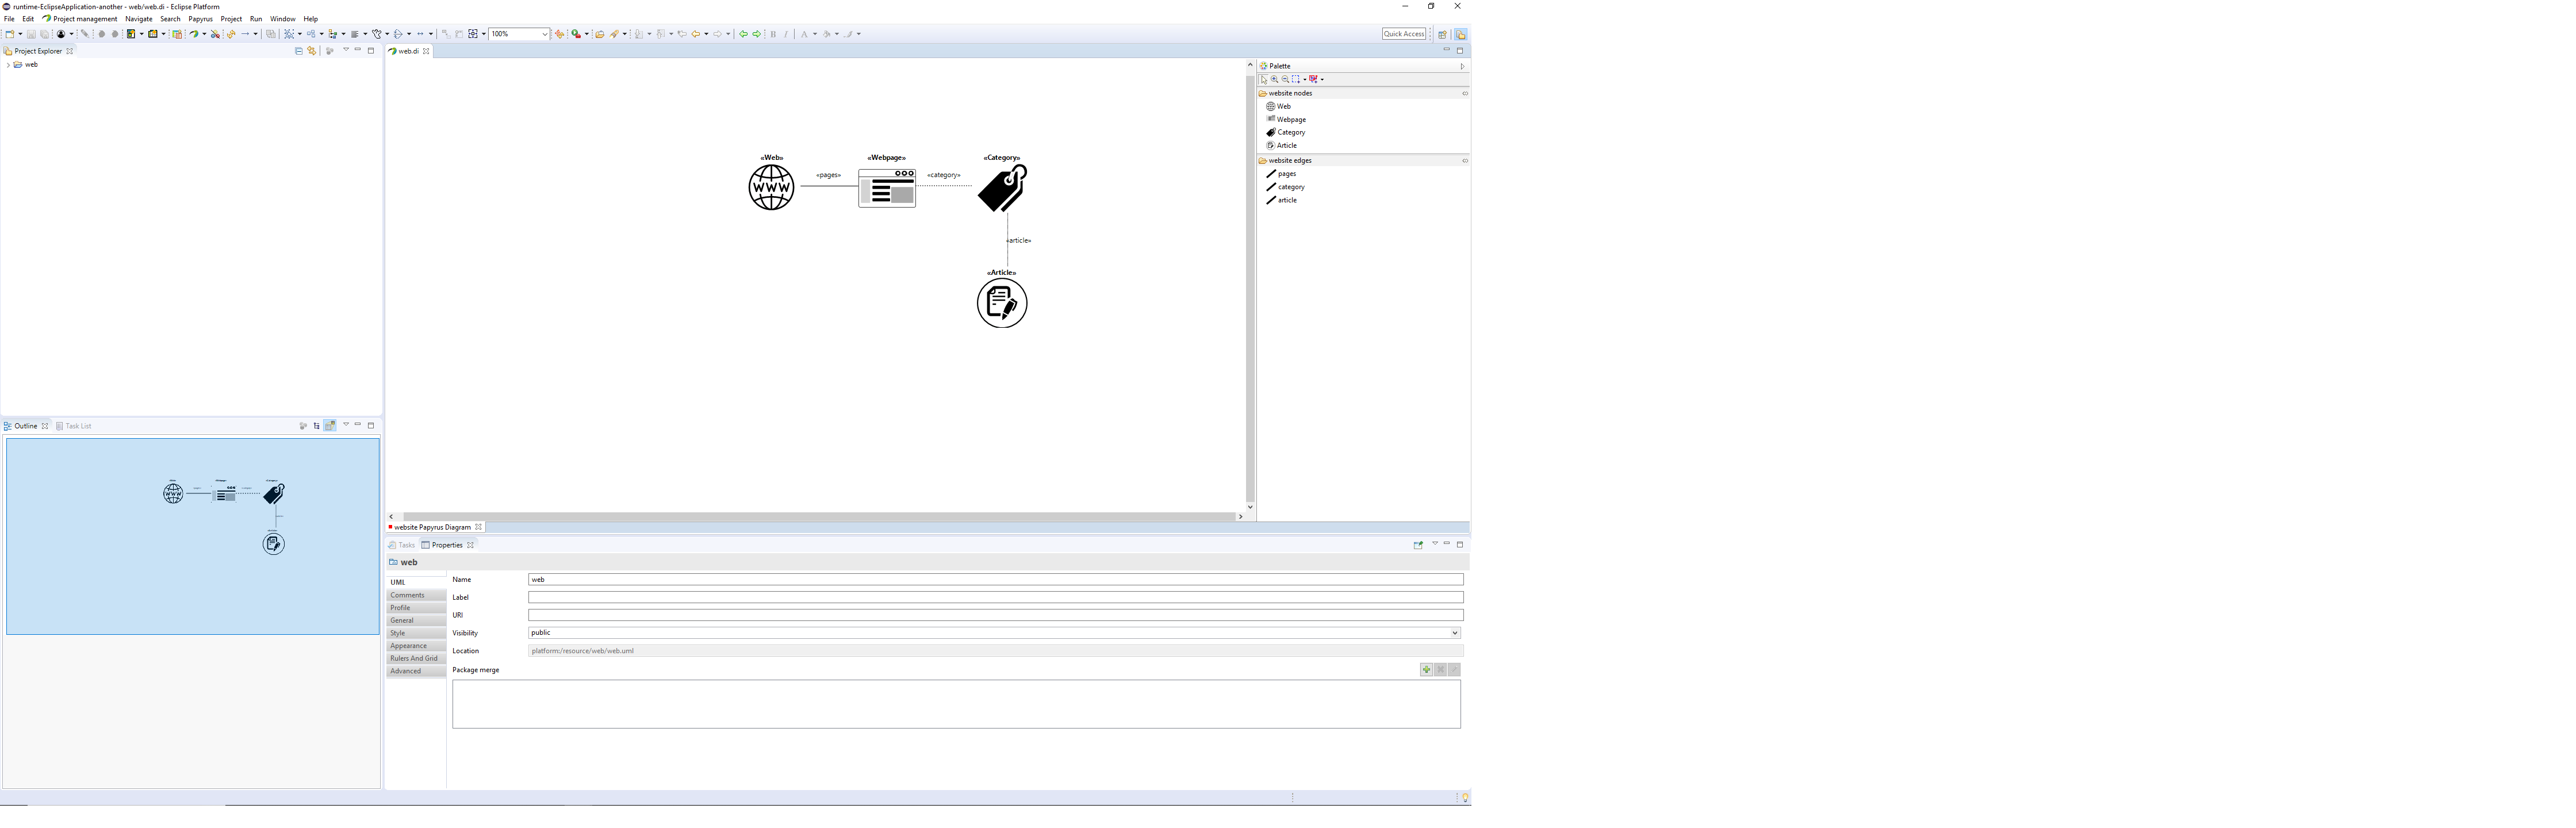 runtime-EclipseApplication-another - web/web.di - Eclipse Platform
File Edit Project management Navigate Search Papyrus Project Run Window Help
100%
Quick Access
Project Explorer
web
web.di
«Web»
«pages»
«Webpage»
«category»
«Category»
WWW
«article»
«Article»
Palette
website nodes
Web
Webpage
Category
Article
website edges
pages
category
article
Outline Task List
website Papyrus Diagram
Tasks Properties
web
UML
Comments
Profile
General
Style
Appearance
Rulers And Grid
Advanced
Name web
Label
URI
Visibility public
Location platform:/resource/web/web.uml
Package merge